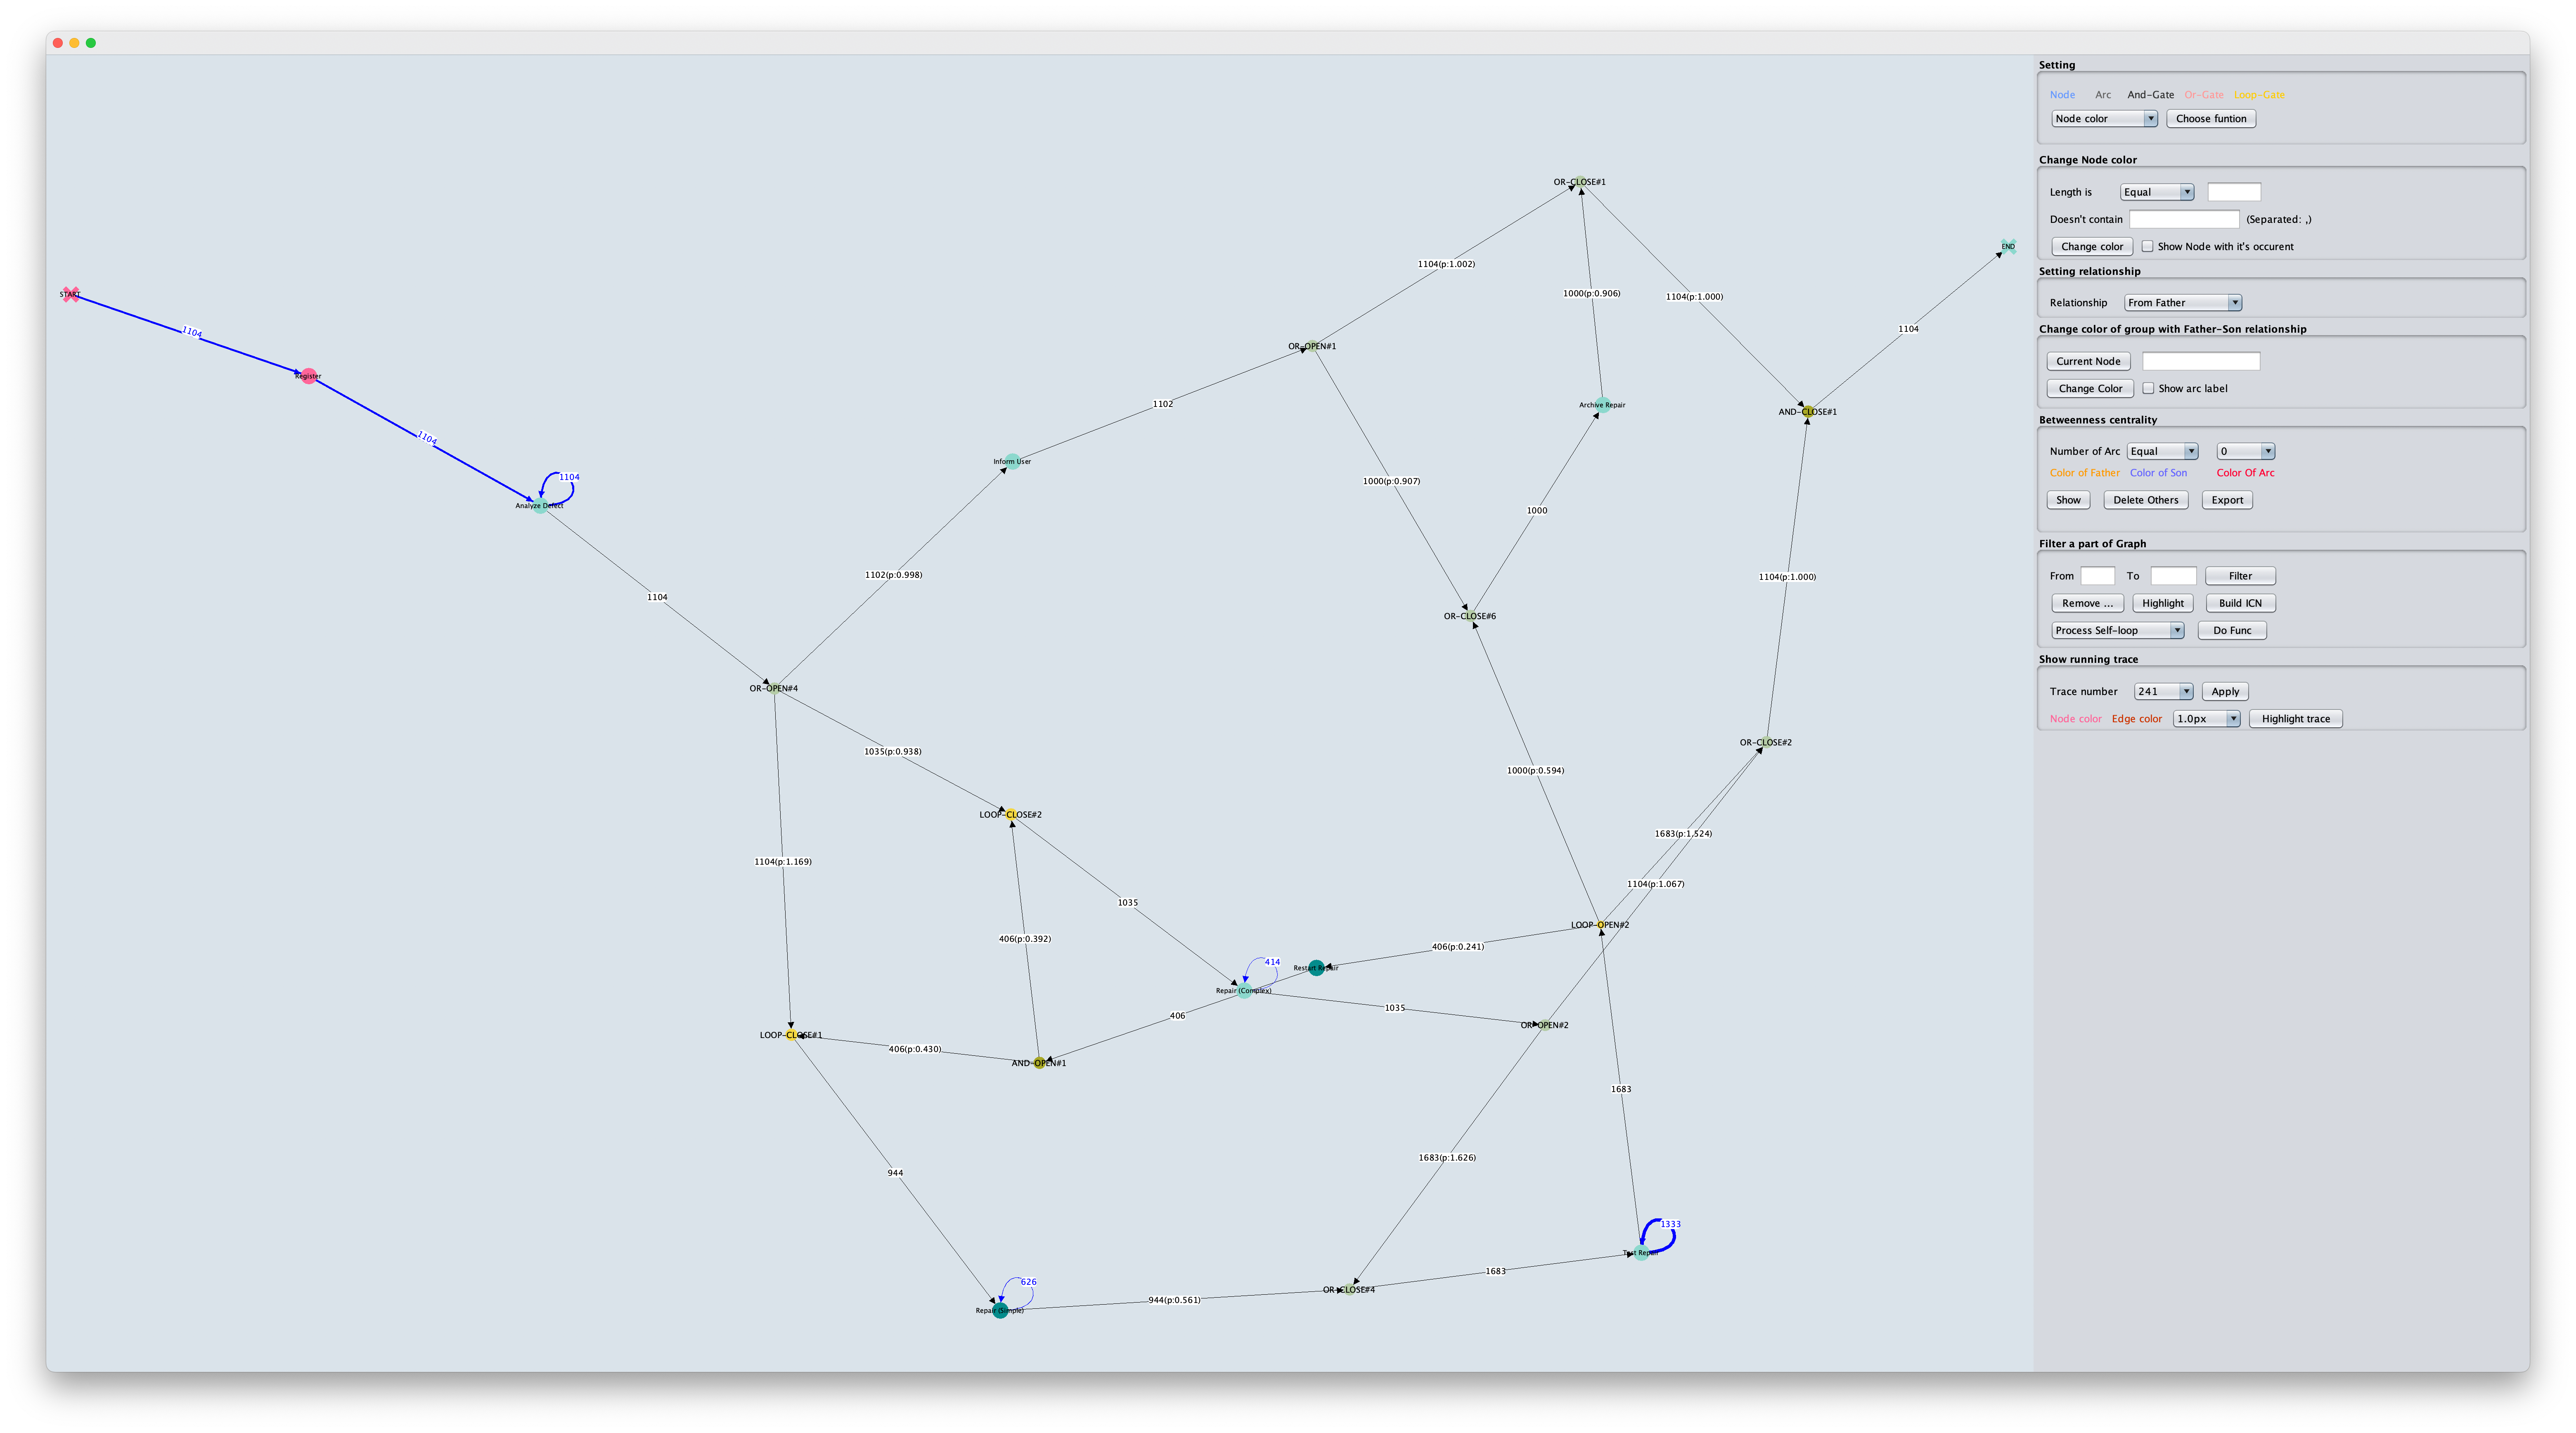 START
1104
Register
1104
1104
Analyze Defect
1104
OR-OPEN#4
1102(p:0.998)
Inform User
1102
OR-OPEN#1
1104(p:1.002)
OR-CLOSE#1
1000(p:0.906)
1104(p:1.000)
END
1104
Archive Repair
AND-CLOSE#1
1000(p:0.907)
1000
1104(p:1.000)
OR-CLOSE#6
1035(p:0.938)
OR-CLOSE#2
1000(p:0.594)
LOOP-CLOSE#2
1683(p:1.524)
1104(p:1.169)
1104(p:1.067)
1035
LOOP-OPEN#2
406(p:0.392)
406(p:0.241)
414
Restart Repair
Repair (Complex)
406
1035
OR-OPEN#2
LOOP-CLOSE#1
406(p:0.430)
AND-OPEN#1
1683
1683(p:1.626)
944
1333
Test Repair
1683
626
OR-CLOSE#4
944(p:0.561)
Repair (Simple)
Setting
Node Arc And-Gate Or-Gate Loop-Gate
Node color Choose funtion
Change Node color
Length is Equal
Doesn't contain (Separated: ,)
Change color Show Node with it's occurent
Setting relationship
Relationship From Father
Change color of group with Father-Son relationship
Current Node
Change Color Show arc label
Betweenness centrality
Number of Arc Equal 0
Color of Father Color of Son Color Of Arc
Show Delete Others Export
Filter a part of Graph
From To Filter
Remove ... Highlight Build ICN
Process Self-loop Do Func
Show running trace
Trace number 241 Apply
Node color Edge color 1.0px Highlight trace